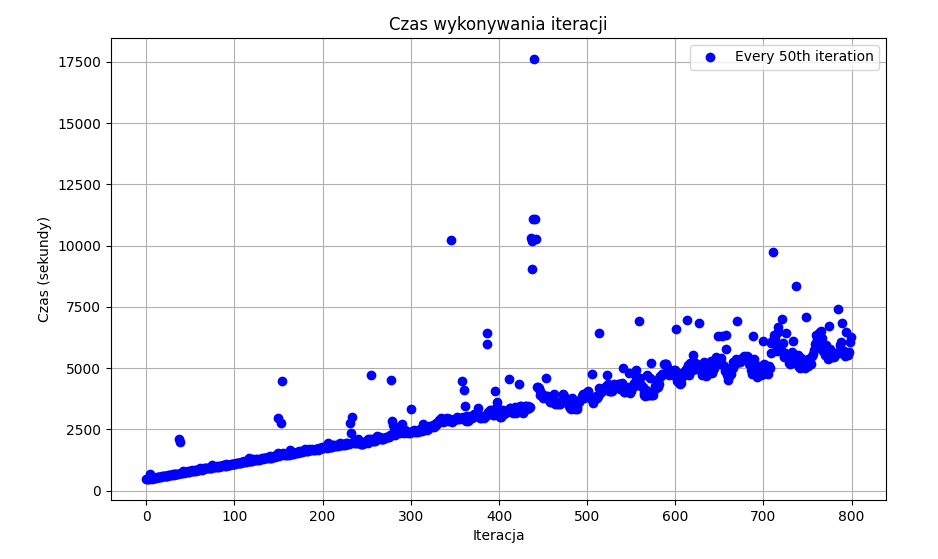 Czas wykonywania iteracji
Every 50th iteration
Czas (sekundy)
17500
15000
12500
10000
7500
5000
2500
0
0 100 200 300 400 500 600 700 800
Iteracja